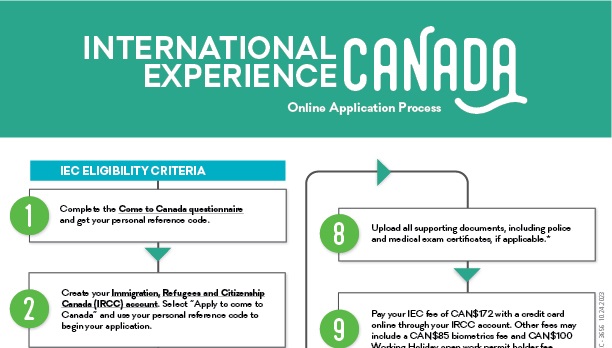 INTERNATIONAL
EXPERIENCE
CANADA
Online Application Process
IEC ELIGIBILITY CRITERIA
1
Complete the Come to Canada questionnaire
and get your personal reference code.
2
Create your Immigration, Refugees and Citizenship
Canada (IRCC) account. Select “Apply to come to
Canada” and use your personal reference code to
begin your application.
8
Upload all supporting documents, including police
and medical exam certificates, if applicable.*
9
Pay your IEC fee of CAN$172 with a credit card
online through your IRCC account. Other fees may
include a CAN$85 biometrics fee and CAN$100
Working Holiday open work permit holder fee.
C - 3656 10.24.2023